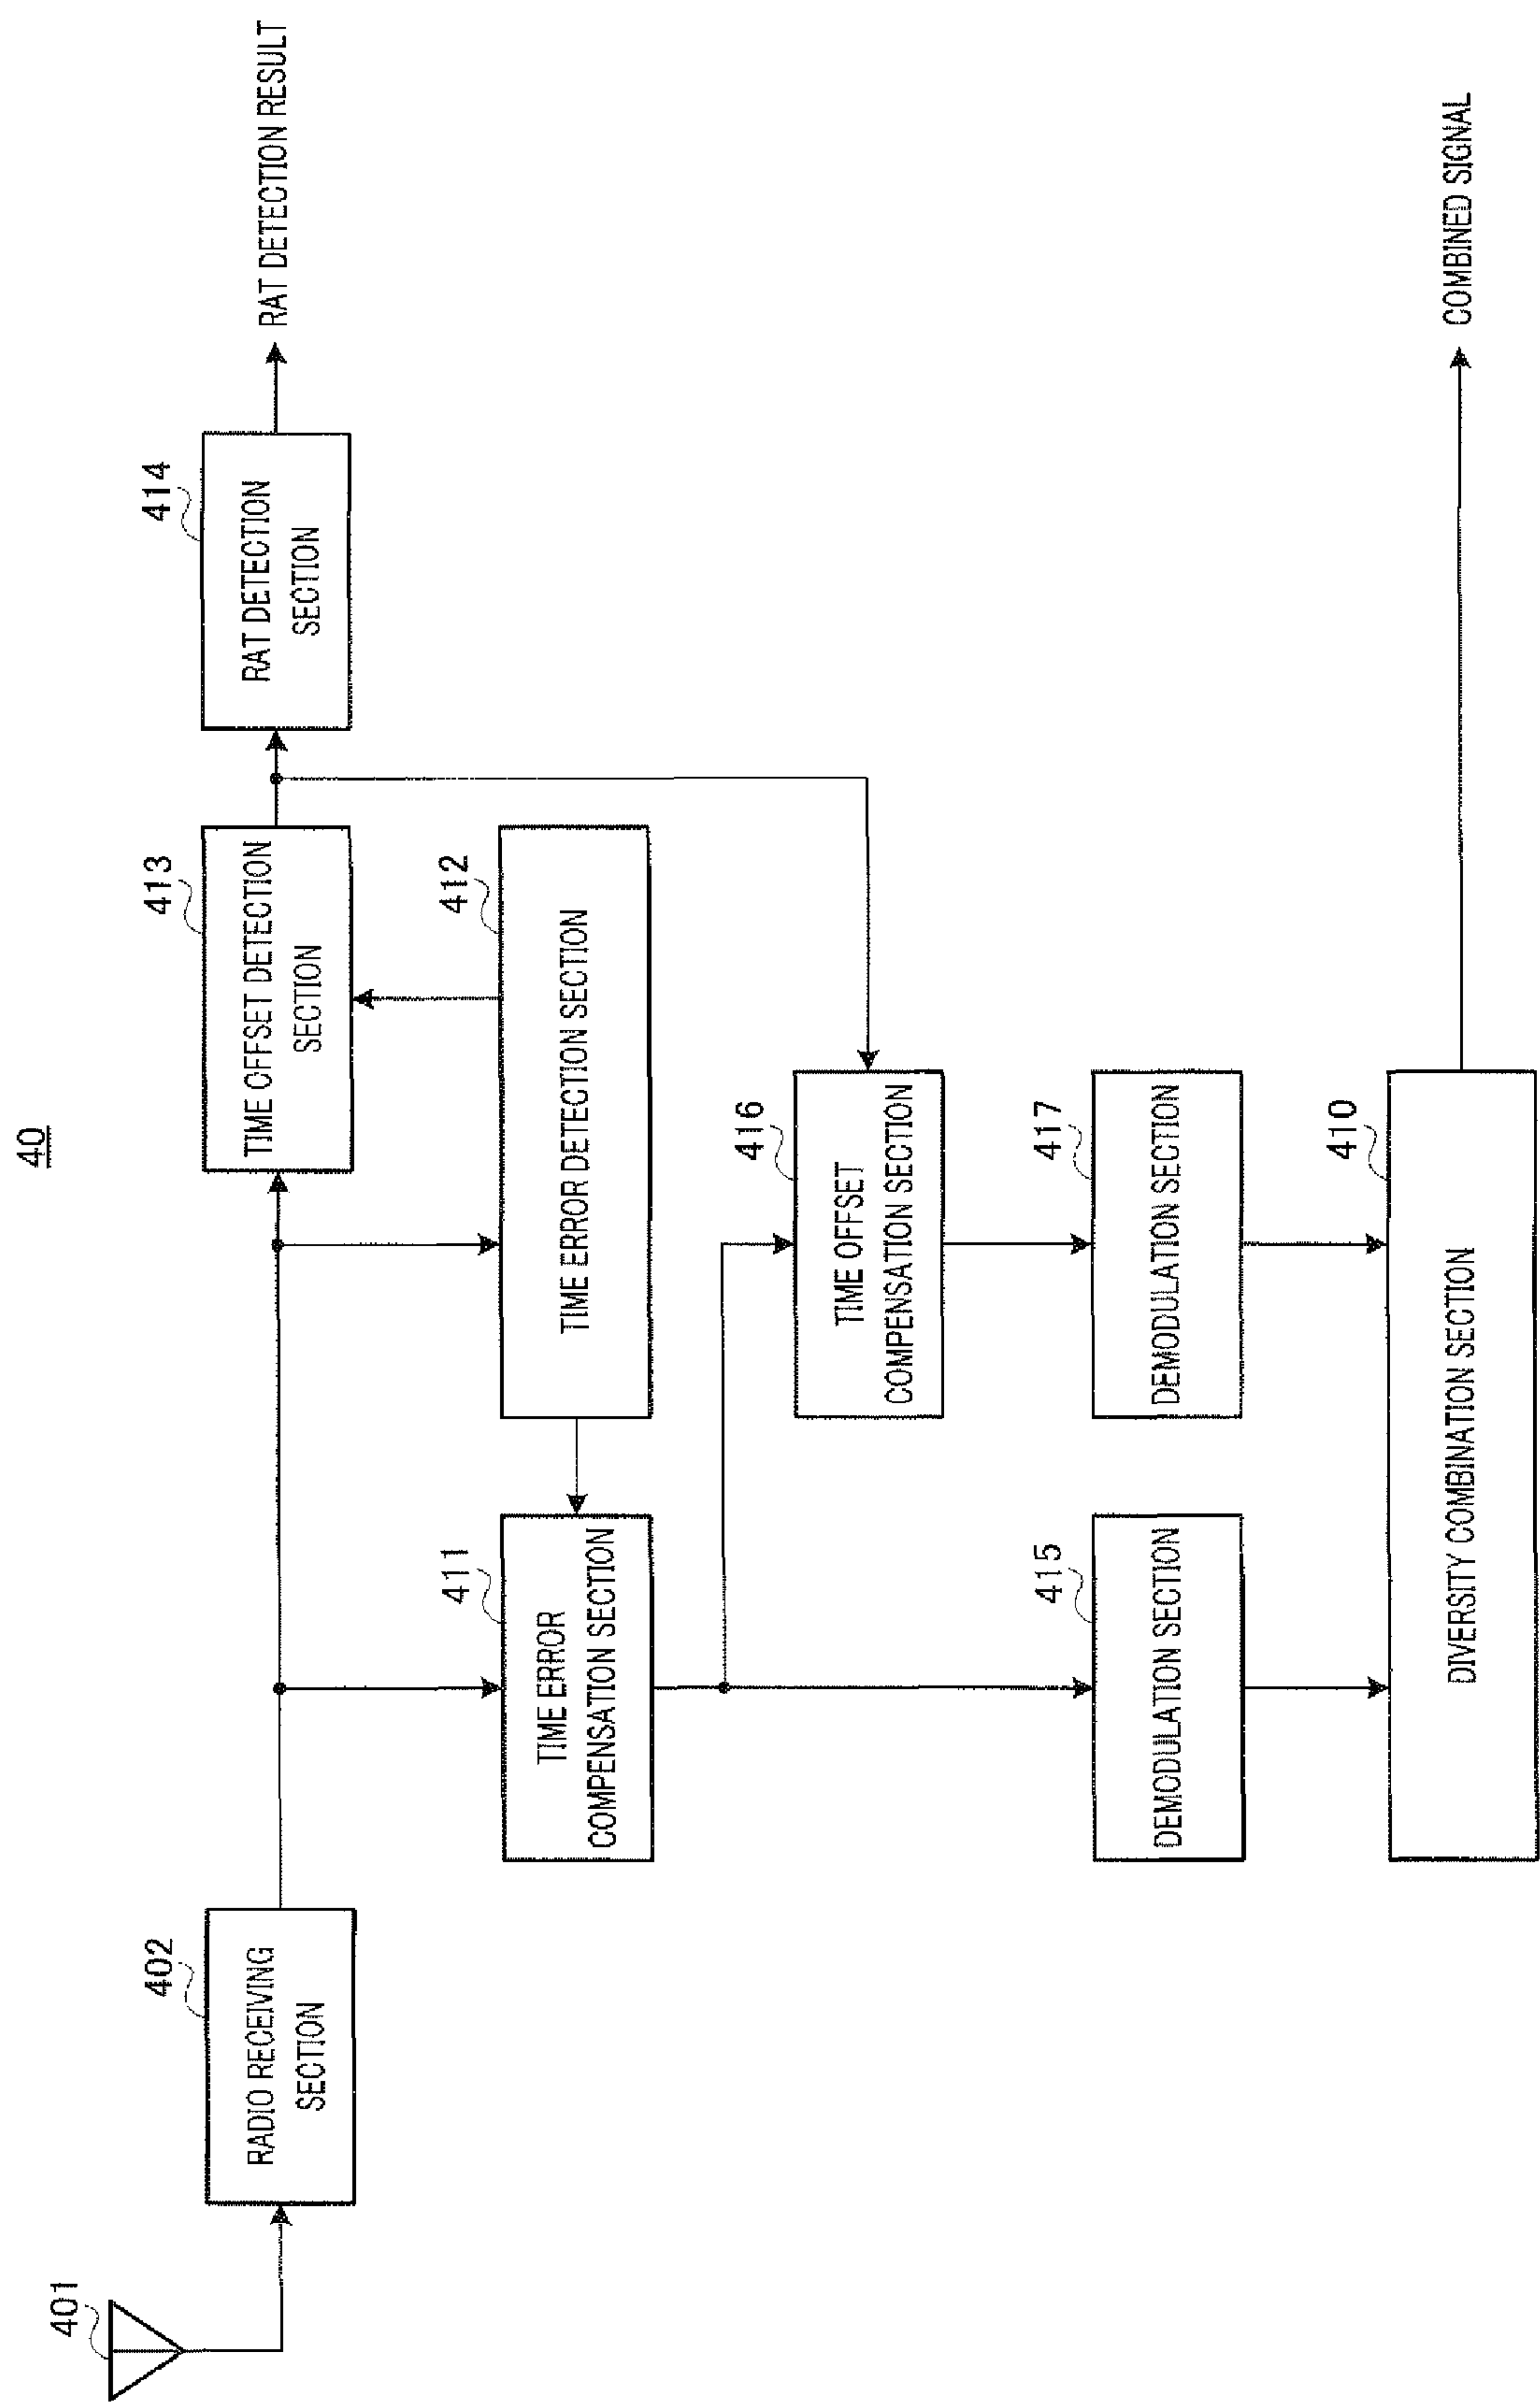 40
401
402
RADIO RECEIVING
SECTION
413
TIME OFFSET DETECTION
SECTION
414
RAT DETECTION
SECTION
RAT DETECTION RESULT
411
TIME ERROR
COMPENSATION SECTION
412
TIME ERROR DETECTION SECTION
416
TIME OFFSET
COMPENSATION SECTION
415
DEMODULATION SECTION
417
DEMODULATION SECTION
410
DIVERSITY COMBINATION SECTION
COMBINED SIGNAL